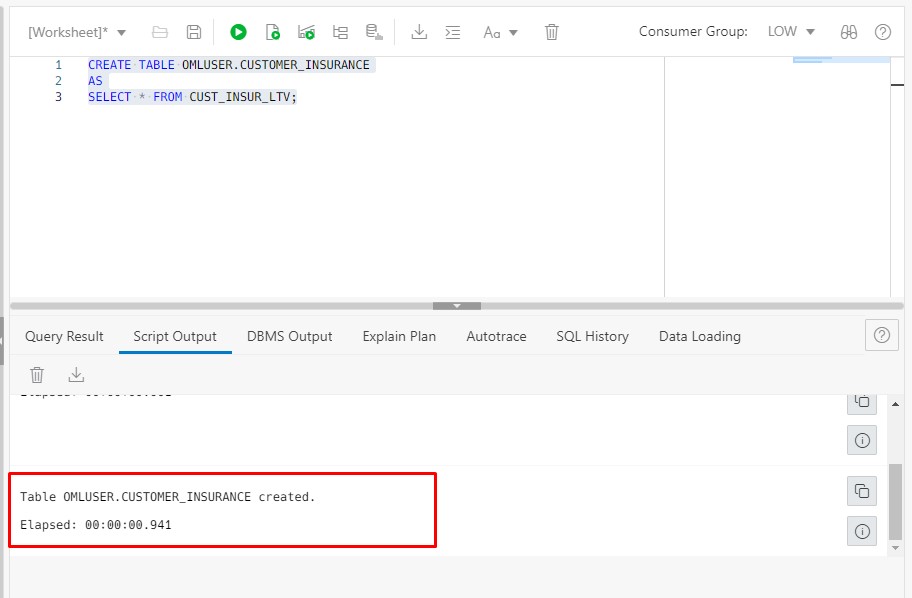 [Worksheet]*
Aa
Consumer Group: LOW
1 CREATE TABLE OMLUSER.CUSTOMER_INSURANCE
2 AS
3 SELECT * FROM CUST_INSUR_LTV;
Query Result Script Output DBMS Output Explain Plan Autotrace SQL History Data Loading
Table OMLUSER.CUSTOMER_INSURANCE created.
Elapsed: 00:00:00.941